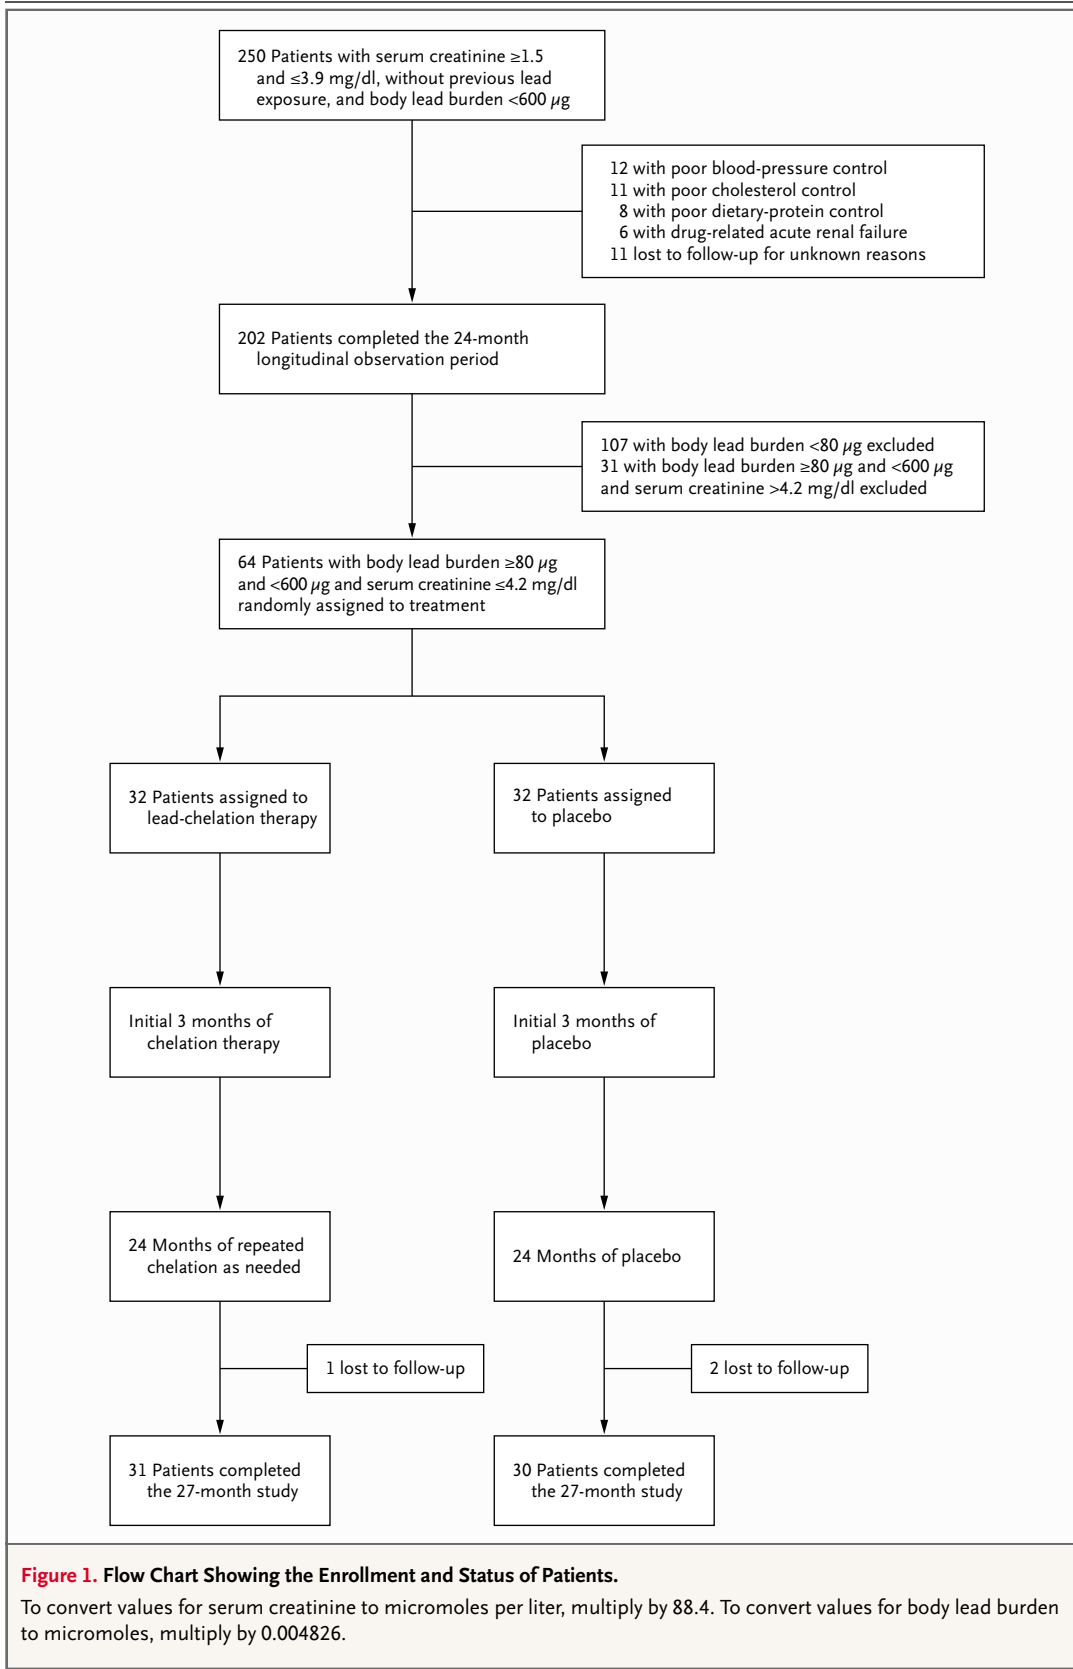 250 Patients with serum creatinine ≥1.5
and ≤3.9 mg/dl, without previous lead
exposure, and body lead burden <600 µg
12 with poor blood-pressure control
11 with poor cholesterol control
8 with poor dietary-protein control
6 with drug-related acute renal failure
11 lost to follow-up for unknown reasons
202 Patients completed the 24-month
longitudinal observation period
107 with body lead burden <80 µg excluded
31 with body lead burden ≥80 µg and <600 µg
and serum creatinine >4.2 mg/dl excluded
64 Patients with body lead burden ≥80 µg
and <600 µg and serum creatinine ≤4.2 mg/dl
randomly assigned to treatment
32 Patients assigned to
lead-chelation therapy
32 Patients assigned
to placebo
Initial 3 months of
chelation therapy
Initial 3 months of
placebo
24 Months of repeated
chelation as needed
24 Months of placebo
1 lost to follow-up
2 lost to follow-up
31 Patients completed
the 27-month study
30 Patients completed
the 27-month study
Figure 1. Flow Chart Showing the Enrollment and Status of Patients.
To convert values for serum creatinine to micromoles per liter, multiply by 88.4. To convert values for body lead burden
to micromoles, multiply by 0.004826.